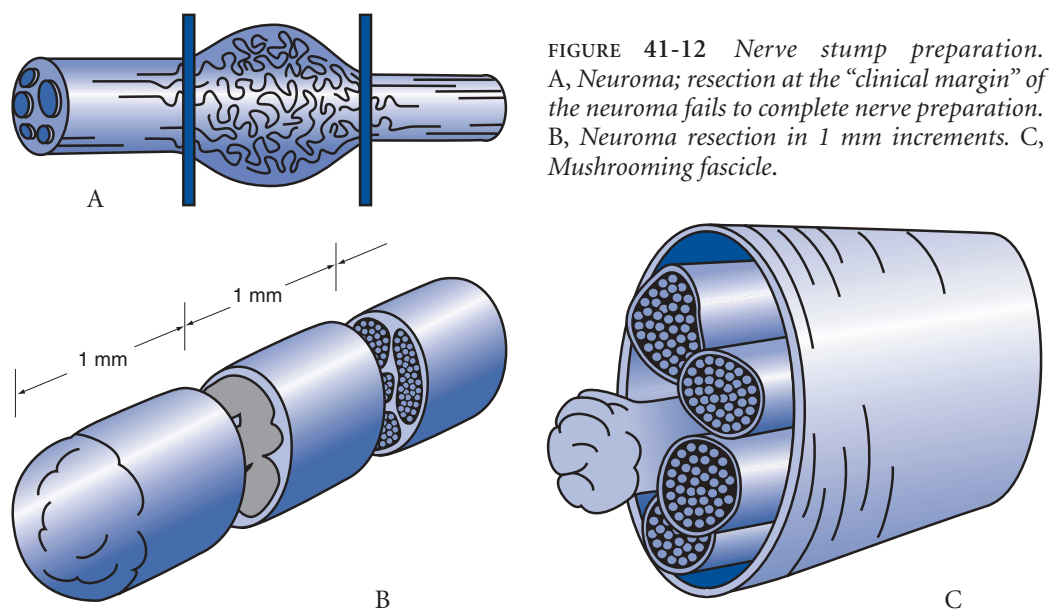 FIGURE 41-12 Nerve stump preparation.
A, Neuroma; resection at the “clinical margin” of
the neuroma fails to complete nerve preparation.
B, Neuroma resection in 1 mm increments. C,
Mushrooming fascicle.
A
1 mm
1 mm
B
C